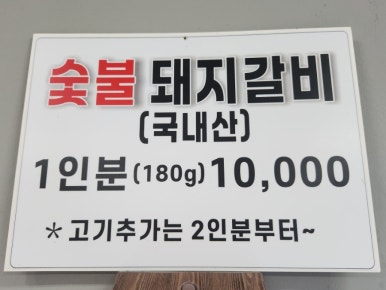 숯불 돼지갈비
(국내산)
1인분(180g) 10,000
* 고기추가는 2인분부터~